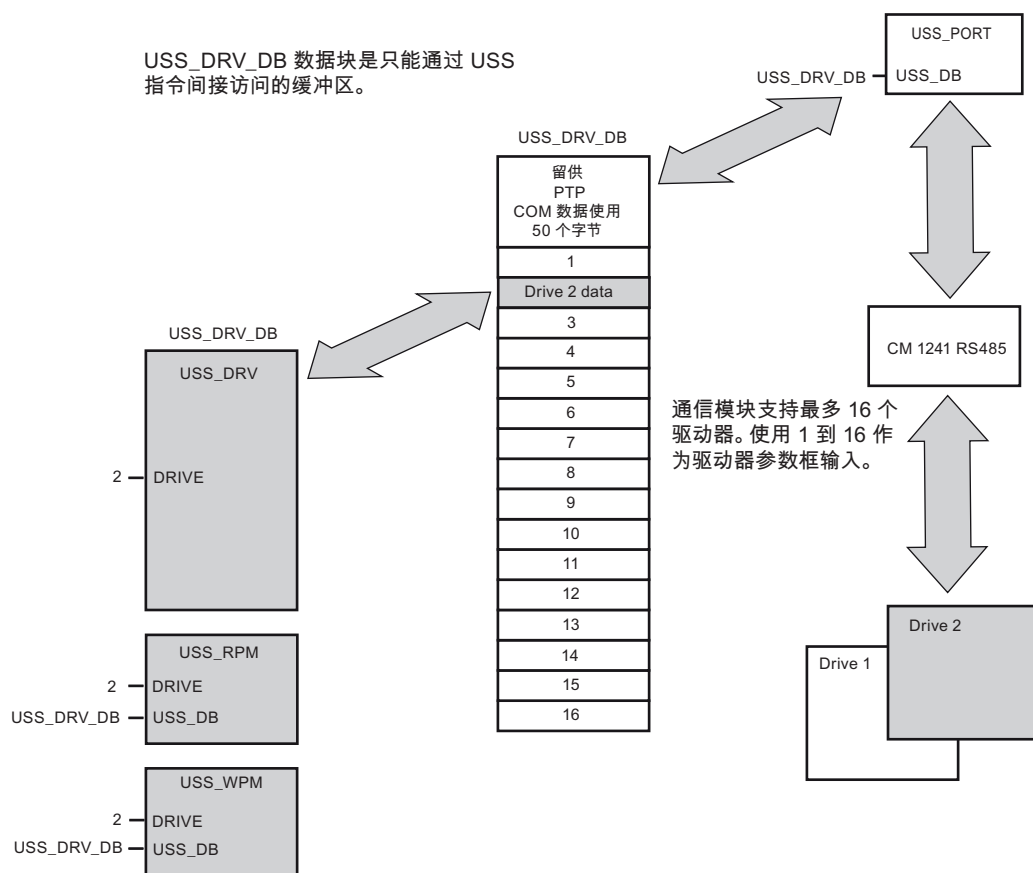 USS_DRV_DB 数据块是只能通过 USS
指令间接访问的缓冲区。
USS_PORT
USS_DRV_DB
USS_DB
USS_DRV_DB
留供
PTP
COM 数据使用
50 个字节
1
Drive 2 data
3
4
5
6
7
8
9
10
11
12
13
14
15
16
USS_DRV_DB
USS_DRV
2
DRIVE
USS_RPM
2
DRIVE
USS_DRV_DB
USS_DB
USS_WPM
2
DRIVE
USS_DRV_DB
USS_DB
CM 1241 RS485
通信模块支持最多 16 个
驱动器。使用 1 到 16 作
为驱动器参数框输入。
Drive 2
Drive 1